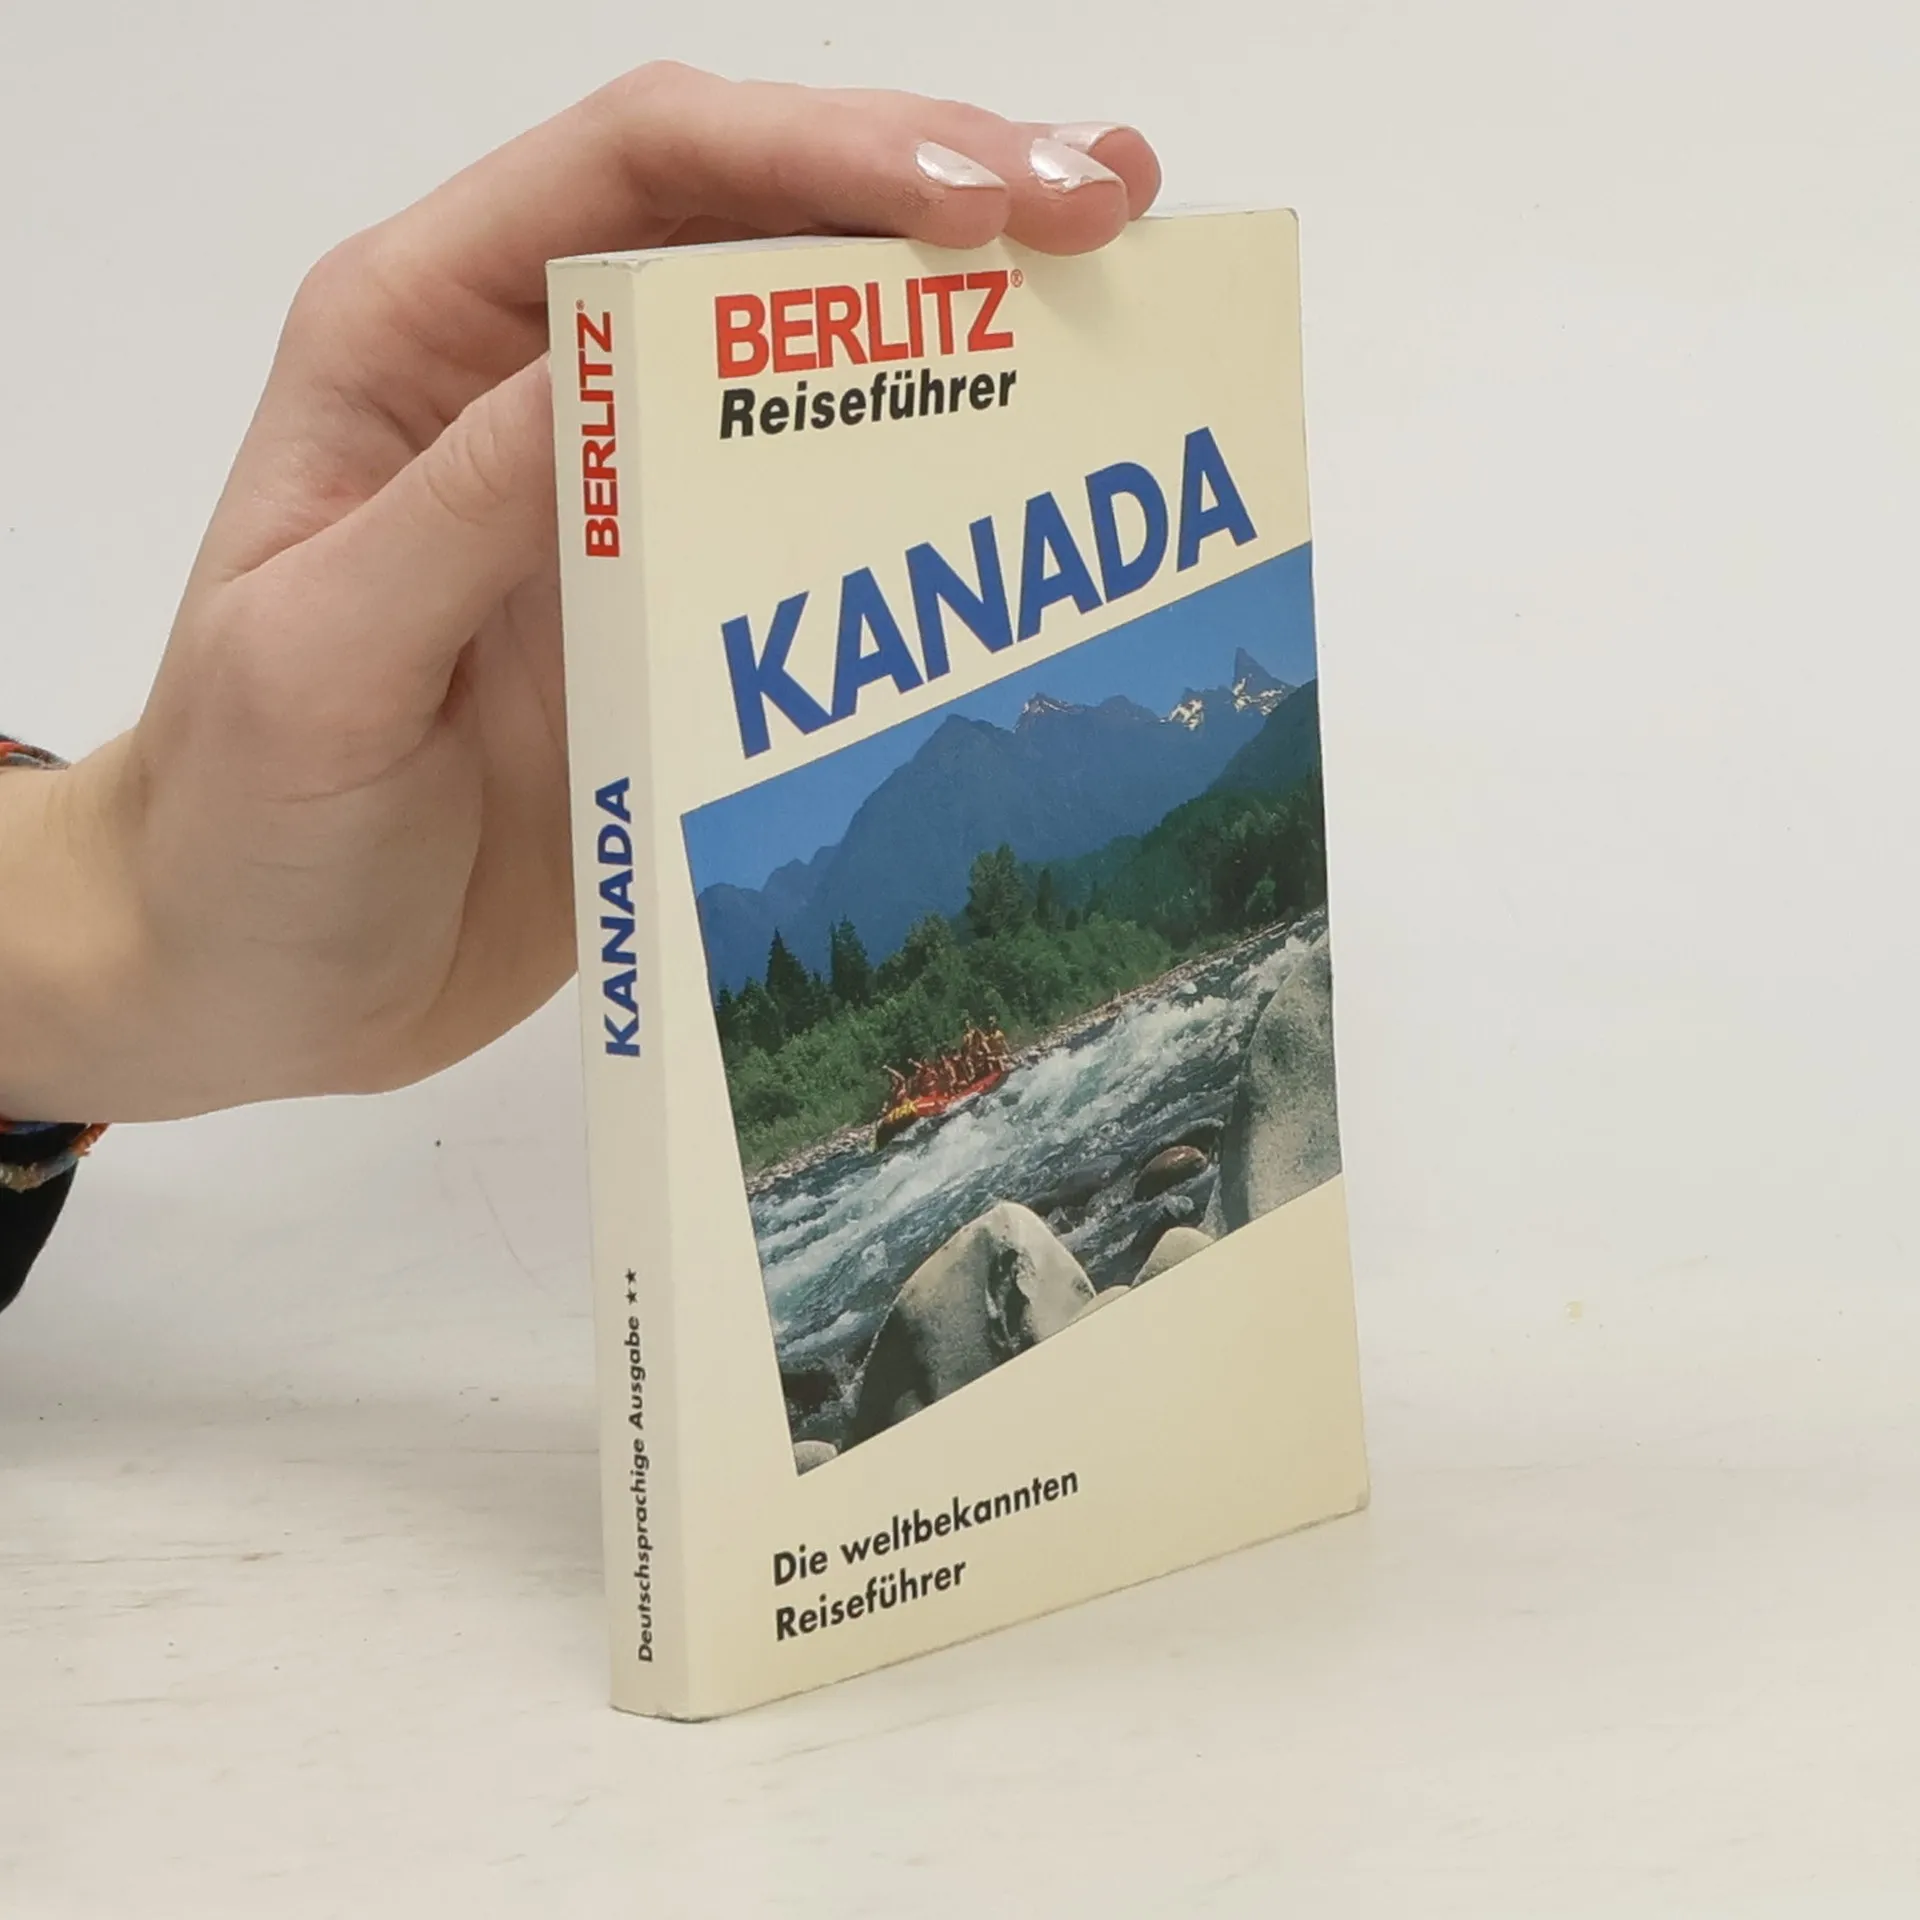 BERLITZ®
KANADA
Deutschsprachige Ausgabe ★★
BERLITZ®
Reiseführer
KANADA
Die weltbekannten
Reiseführer